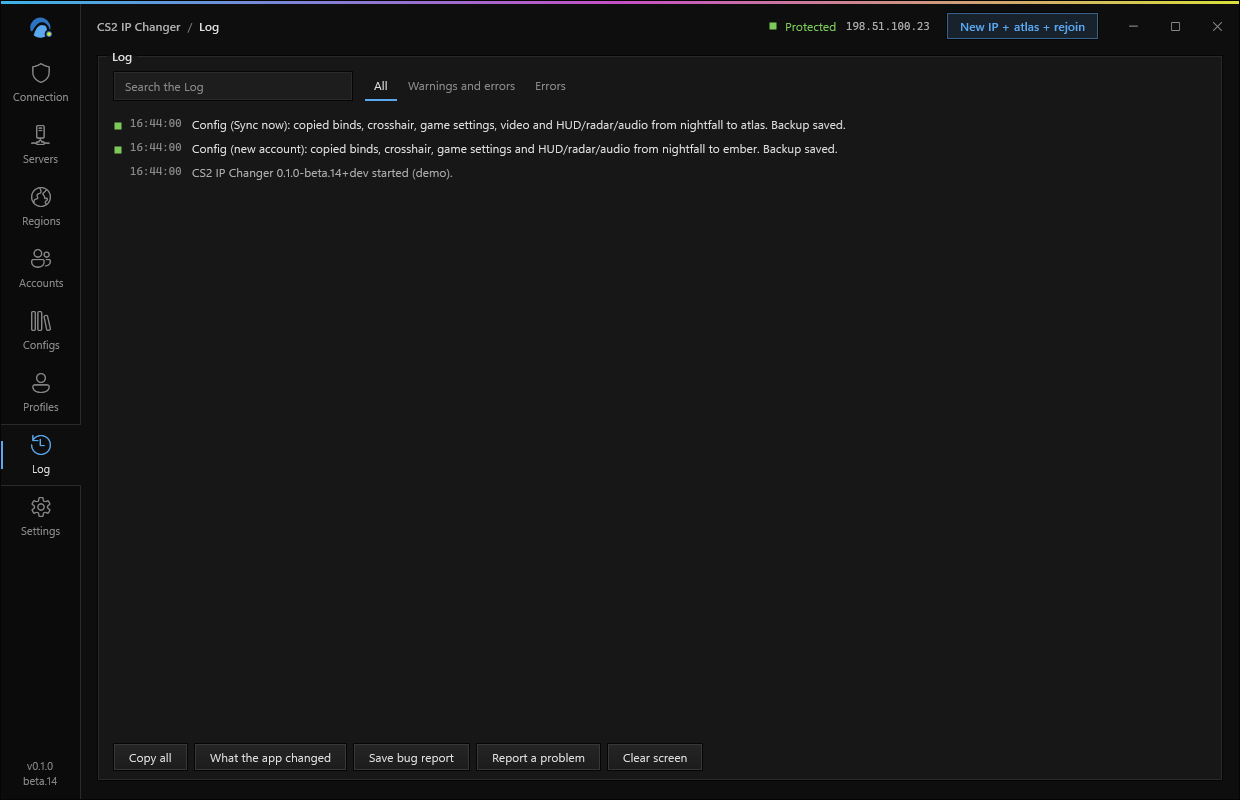 CS2 IP Changer / Log
Protected 198.51.100.23
New IP + atlas + rejoin
Connection
Servers
Regions
Accounts
Configs
Profiles
Log
Settings
v0.1.0
beta.14
Log
Search the Log
All Warnings and errors Errors
16:44:00 Config (Sync now): copied binds, crosshair, game settings, video and HUD/radar/audio from nightfall to atlas. Backup saved.
16:44:00 Config (new account): copied binds, crosshair, game settings and HUD/radar/audio from nightfall to ember. Backup saved.
16:44:00 CS2 IP Changer 0.1.0-beta.14+dev started (demo).
Copy all What the app changed Save bug report Report a problem Clear screen